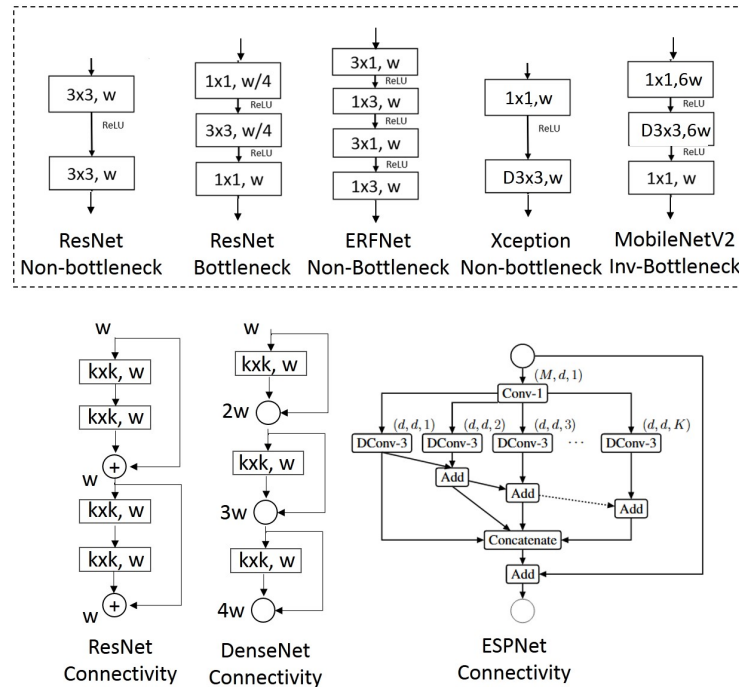 3x3, w
ReLU
3x3, w
ResNet
Non-bottleneck
1x1, w/4
ReLU
3x3, w/4
ReLU
1x1, w
ResNet
Bottleneck
3x1, w
ReLU
1x3, w
ReLU
3x1, w
ReLU
1x3, w
ERFNet
Non-Bottleneck
1x1,w
ReLU
D3x3,w
Xception
Non-bottleneck
1x1,6w
ReLU
D3x3,6w
ReLU
1x1, w
MobileNetV2
Inv-Bottleneck
w
kxk, w
kxk, w
+
w
kxk, w
kxk, w
+
w
ResNet
Connectivity
w
kxk, w
2w
kxk, w
3w
kxk, w
4w
DenseNet
Connectivity
(M, d, 1)
Conv-1
(d, d, 1) (d, d, 2) (d, d, 3) (d, d, K)
DConv-3 DConv-3 DConv-3 ... DConv-3
Add
Add
Add
Concatenate
Add
ESPNet
Connectivity